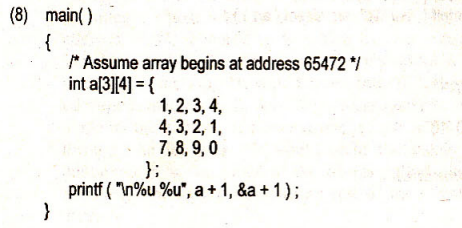 (8) main( )
{
/* Assume array begins at address 65472 */
int a[3][4] = {
1, 2, 3, 4,
4, 3, 2, 1,
7, 8, 9, 0
};
printf ( "\n%u %u", a + 1, &a + 1 ) ;
}